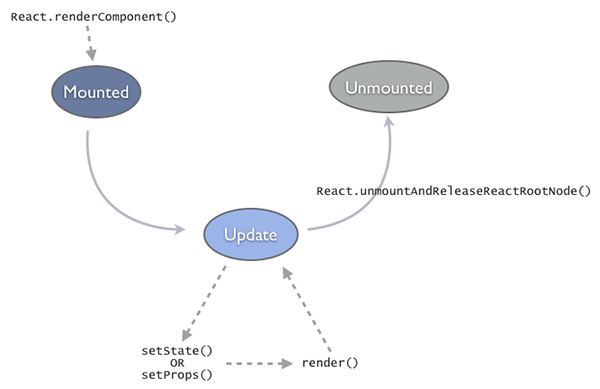 React.renderComponent()
Mounted
Unmounted
React.unmountAndReleaseReactRootNode()
Update
setState()
OR
setProps()
render()